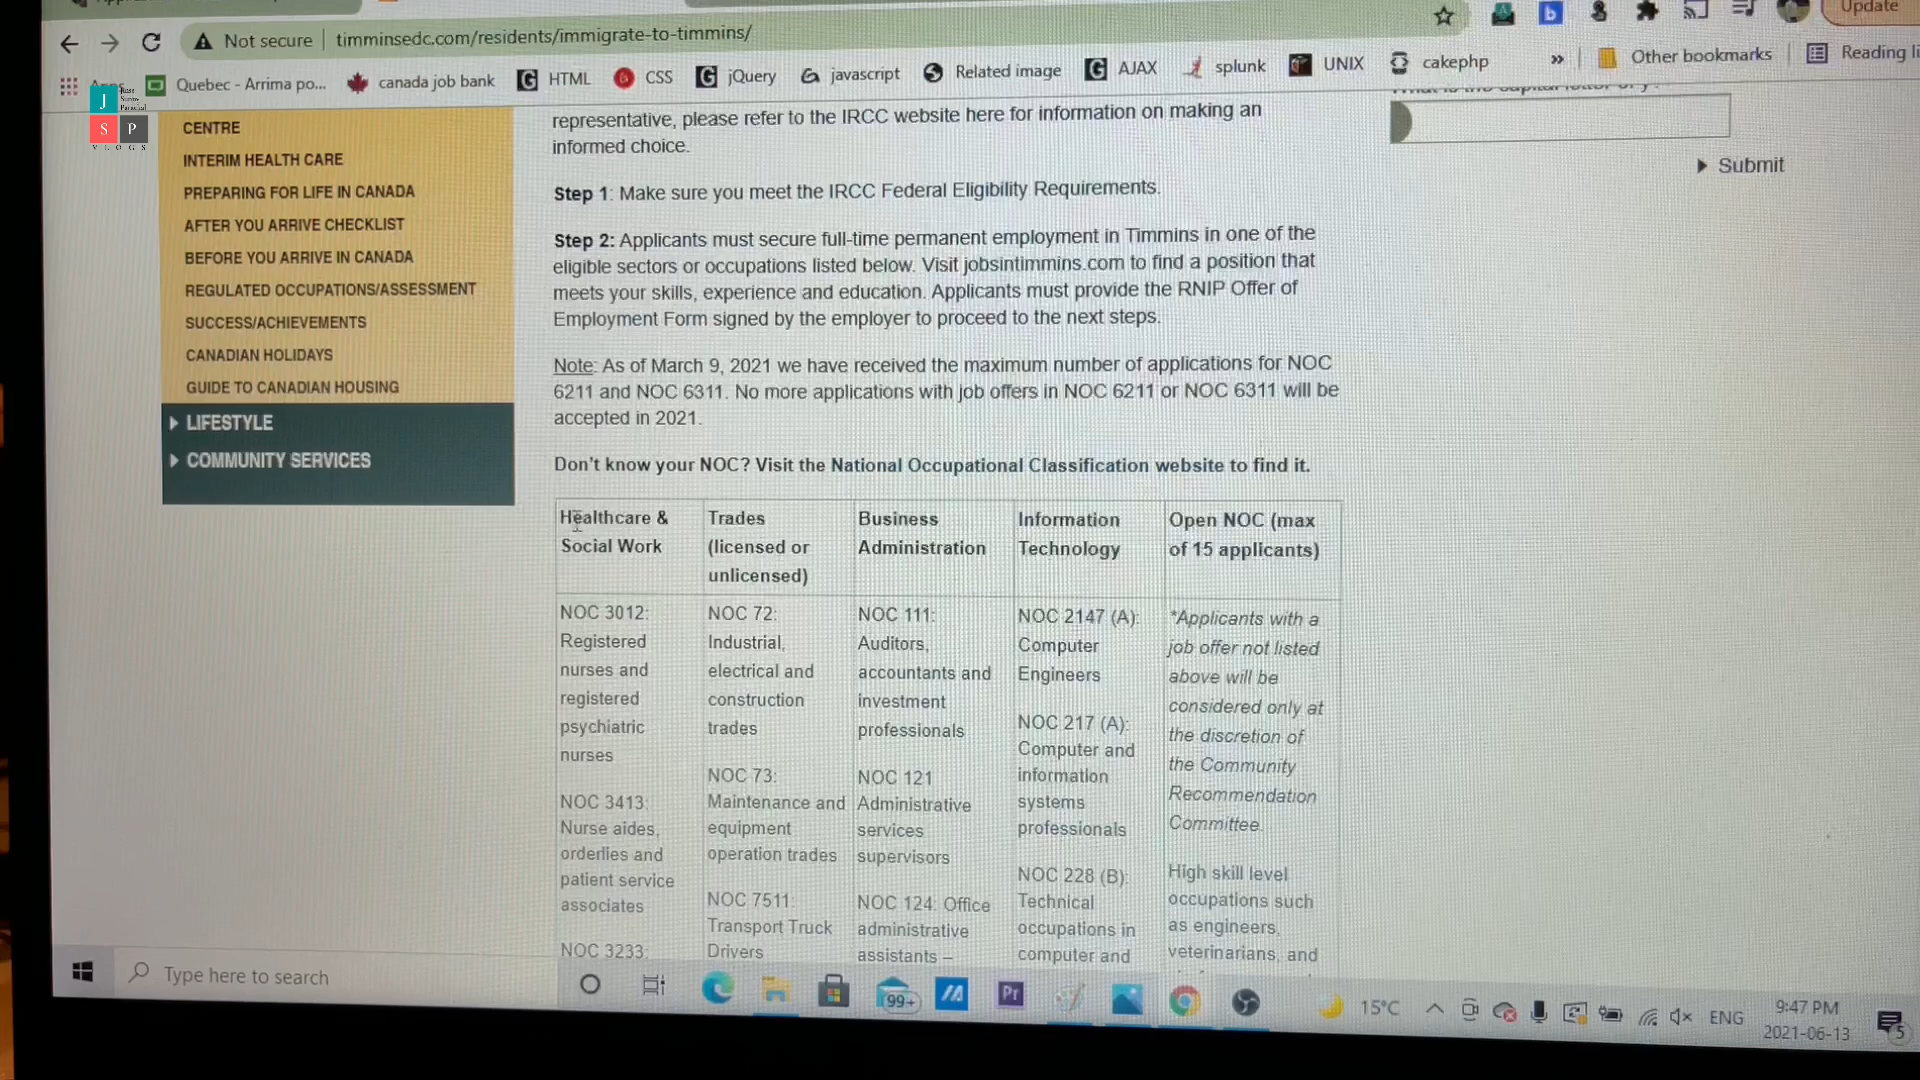 Update
Not secure
timminsedc.com/residents/immigrate-to-timmins/
Apps
Quebec - Arrima po...
canada job bank
HTML
CSS
jQuery
javascript
Related image
AJAX
splunk
UNIX
cakephp
»
Other bookmarks
Reading li
J
S P
VLOGS
CENTRE
INTERIM HEALTH CARE
PREPARING FOR LIFE IN CANADA
AFTER YOU ARRIVE CHECKLIST
BEFORE YOU ARRIVE IN CANADA
REGULATED OCCUPATIONS/ASSESSMENT
SUCCESS/ACHIEVEMENTS
CANADIAN HOLIDAYS
GUIDE TO CANADIAN HOUSING
LIFESTYLE
COMMUNITY SERVICES
representative, please refer to the IRCC website here for information on making an
informed choice.
Step 1: Make sure you meet the IRCC Federal Eligibility Requirements.
Step 2: Applicants must secure full-time permanent employment in Timmins in one of the
eligible sectors or occupations listed below. Visit jobsintimmins.com to find a position that
meets your skills, experience and education. Applicants must provide the RNIP Offer of
Employment Form signed by the employer to proceed to the next steps.
Note: As of March 9, 2021 we have received the maximum number of applications for NOC
6211 and NOC 6311. No more applications with job offers in NOC 6211 or NOC 6311 will be
accepted in 2021.
Don't know your NOC? Visit the National Occupational Classification website to find it.
Healthcare &
Social Work
Trades
(licensed or
unlicensed)
Business
Administration
Information
Technology
Open NOC (max
of 15 applicants)
NOC 3012:
Registered
nurses and
registered
psychiatric
nurses
NOC 3413:
Nurse aides,
orderlies and
patient service
associates
NOC 3233:
NOC 72:
Industrial,
electrical and
construction
trades
NOC 73:
Maintenance and
equipment
operation trades
NOC 7511:
Transport Truck
Drivers
NOC 111:
Auditors,
accountants and
investment
professionals
NOC 121
Administrative
services
supervisors
NOC 124: Office
administrative
assistants –
NOC 2147 (A):
Computer
Engineers
NOC 217 (A):
Computer and
information
systems
professionals
NOC 228 (B):
Technical
occupations in
computer and
*Applicants with a
job offer not listed
above will be
considered only at
the discretion of
the Community
Recommendation
Committee.
High skill level
occupations such
as engineers,
veterinarians, and
Submit
Type here to search
99+
Pr
15°C
ENG
9:47 PM
2021-06-13
5